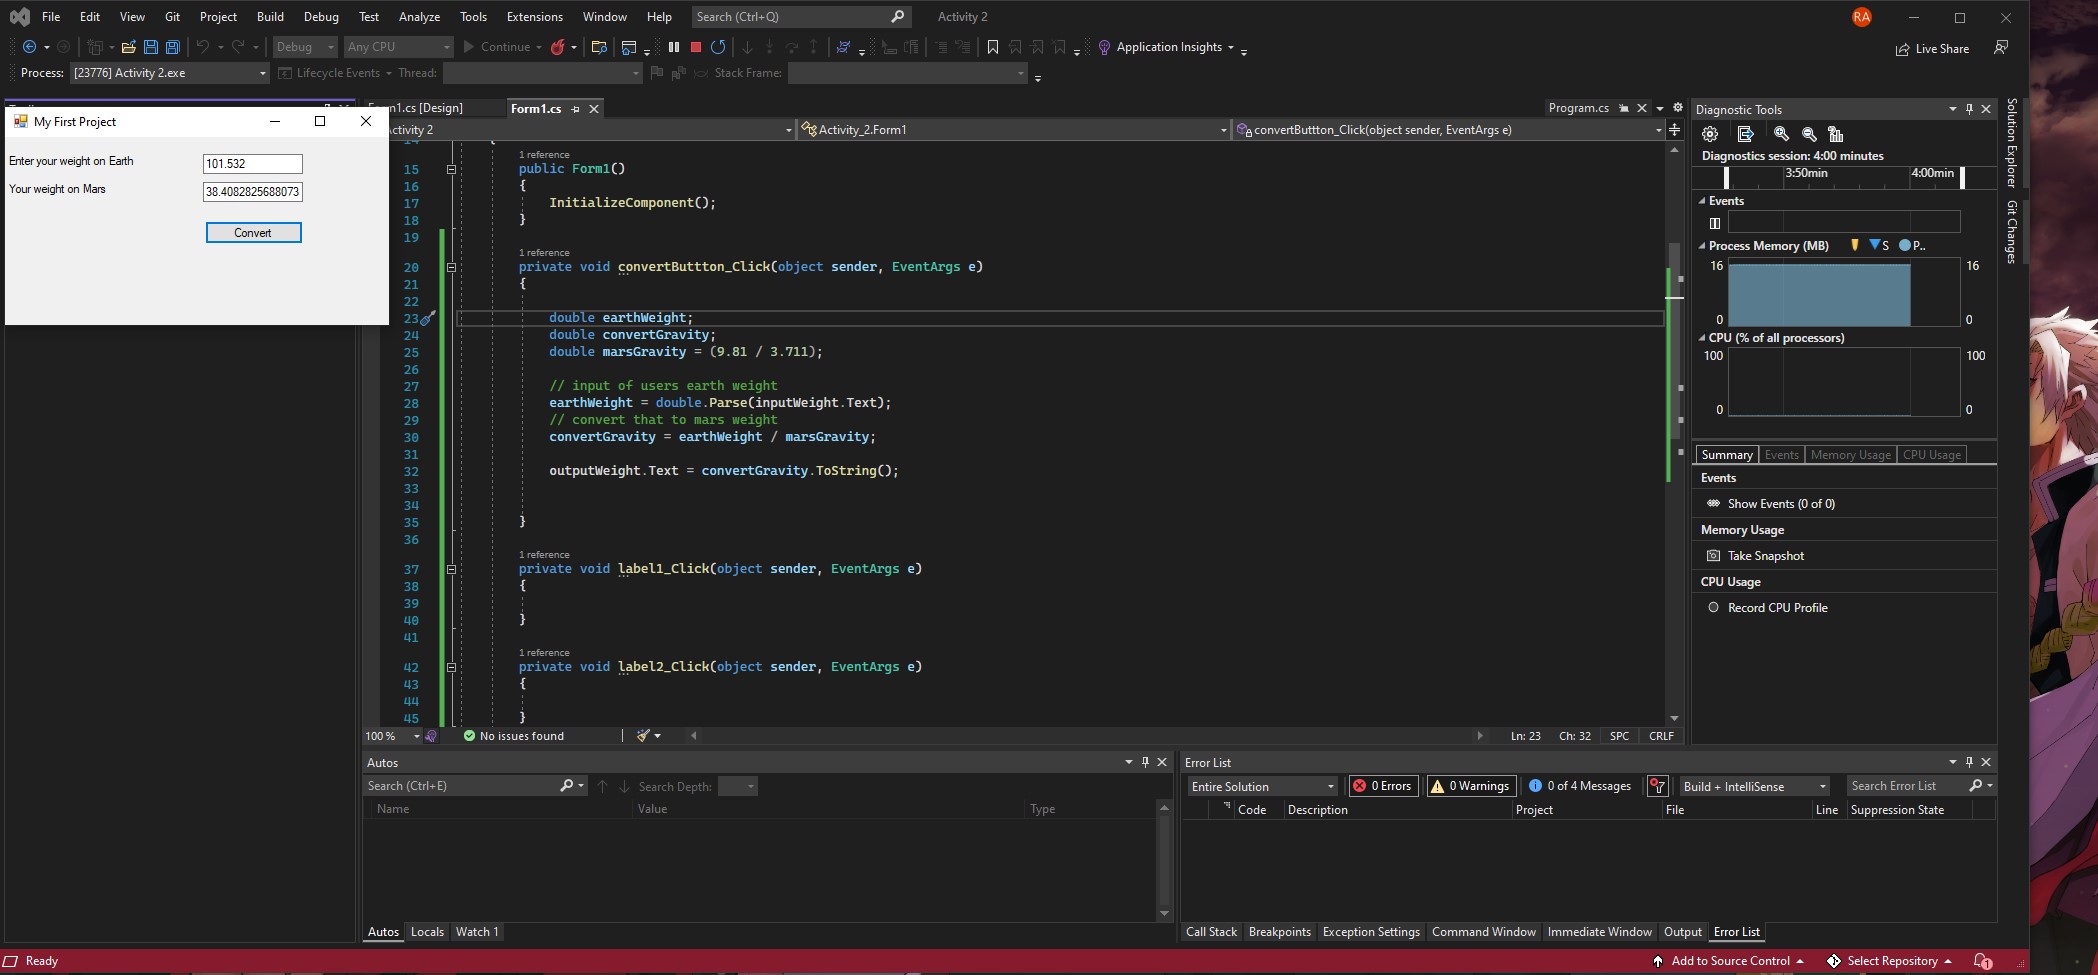 File Edit View Git Project Build Debug Test Analyze Tools Extensions Window Help Search (Ctrl+Q) Activity 2 RA
Debug Any CPU Continue Application Insights Live Share
Process: [23776] Activity 2.exe Lifecycle Events Thread: Stack Frame:
My First Project
Enter your weight on Earth 101.532
Your weight on Mars 38.4082825688073
Convert
[Design] Form1.cs Program.cs
Activity_2.Form1 convertButtton_Click(object sender, EventArgs e)
1 reference
15 public Form1()
16 {
17 InitializeComponent();
18 }
19
1 reference
20 private void convertButtton_Click(object sender, EventArgs e)
21 {
22
23 double earthWeight;
24 double convertGravity;
25 double marsGravity = (9.81 / 3.711);
26
27 // input of users earth weight
28 earthWeight = double.Parse(inputWeight.Text);
29 // convert that to mars weight
30 convertGravity = earthWeight / marsGravity;
31
32 outputWeight.Text = convertGravity.ToString();
33
34
35 }
36
1 reference
37 private void label1_Click(object sender, EventArgs e)
38 {
39
40 }
41
1 reference
42 private void label2_Click(object sender, EventArgs e)
43 {
44
45 }
100 % No issues found Ln: 23 Ch: 32 SPC CRLF
Diagnostic Tools
Diagnostics session: 4:00 minutes
3:50min 4:00min
Events
Process Memory (MB) S P..
16 16
0 0
CPU (% of all processors)
100 100
0 0
Summary Events Memory Usage CPU Usage
Events
Show Events (0 of 0)
Memory Usage
Take Snapshot
CPU Usage
Record CPU Profile
Solution Explorer
Git Changes
Autos
Search (Ctrl+E) Search Depth:
Name Value Type
Autos Locals Watch 1
Error List
Entire Solution 0 Errors 0 Warnings 0 of 4 Messages Build + IntelliSense Search Error List
Code Description Project File Line Suppression State
Call Stack Breakpoints Exception Settings Command Window Immediate Window Output Error List
Ready Add to Source Control Select Repository 1